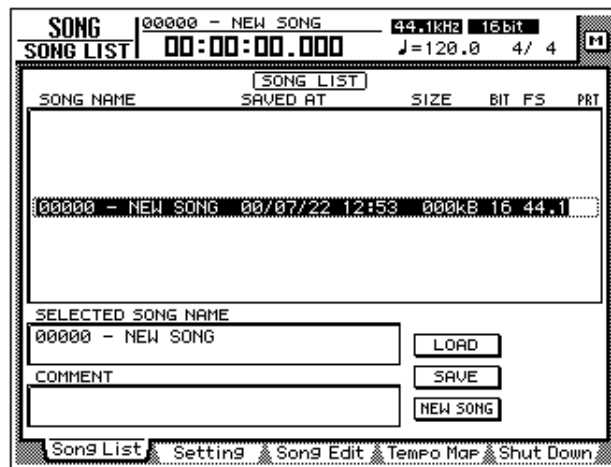 SONG 00000 - NEW SONG 44.1kHz 16bit
SONG LIST 00:00:00.000 ♩=120.0 4/ 4 M
SONG LIST
SONG NAME SAVED AT SIZE BIT FS PRT
00000 - NEW SONG 00/07/22 12:53 000kB 16 44.1
SELECTED SONG NAME
00000 - NEW SONG
LOAD
COMMENT
SAVE
NEW SONG
Song List Setting Song Edit Tempo Map Shut Down